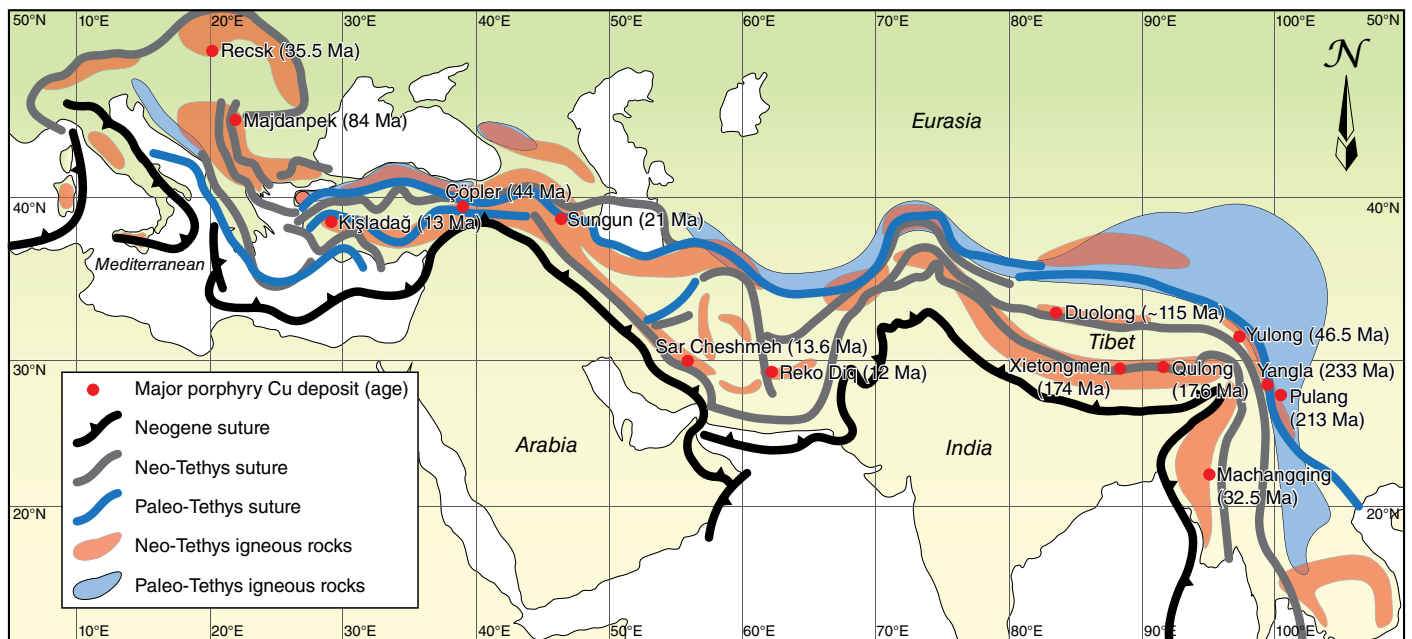 50°N
10°E
20°E
30°E
40°E
50°E
60°E
70°E
80°E
90°E
100°E
50°N
Recsk (35.5 Ma)
N
Majdanpek (84 Ma)
Eurasia
40°N
Çöpler (44 Ma)
40°N
Kişladağ (13 Ma)
Sungun (21 Ma)
Mediterranean
Duolong (~115 Ma)
Yulong (46.5 Ma)
Tibet
Sar Cheshmeh (13.6 Ma)
30°N
Reko Diq (12 Ma)
Xietongmen
(174 Ma)
Qulong
(17.6 Ma)
Yangla (233 Ma)
30°N
Pulang
(213 Ma)
Major porphyry Cu deposit (age)
Neogene suture
Neo-Tethys suture
Paleo-Tethys suture
Neo-Tethys igneous rocks
Paleo-Tethys igneous rocks
Arabia
India
Machangqing
(32.5 Ma)
20°N
20°N
10°E
20°E
30°E
40°E
50°E
60°E
70°E
80°E
90°E
100°E